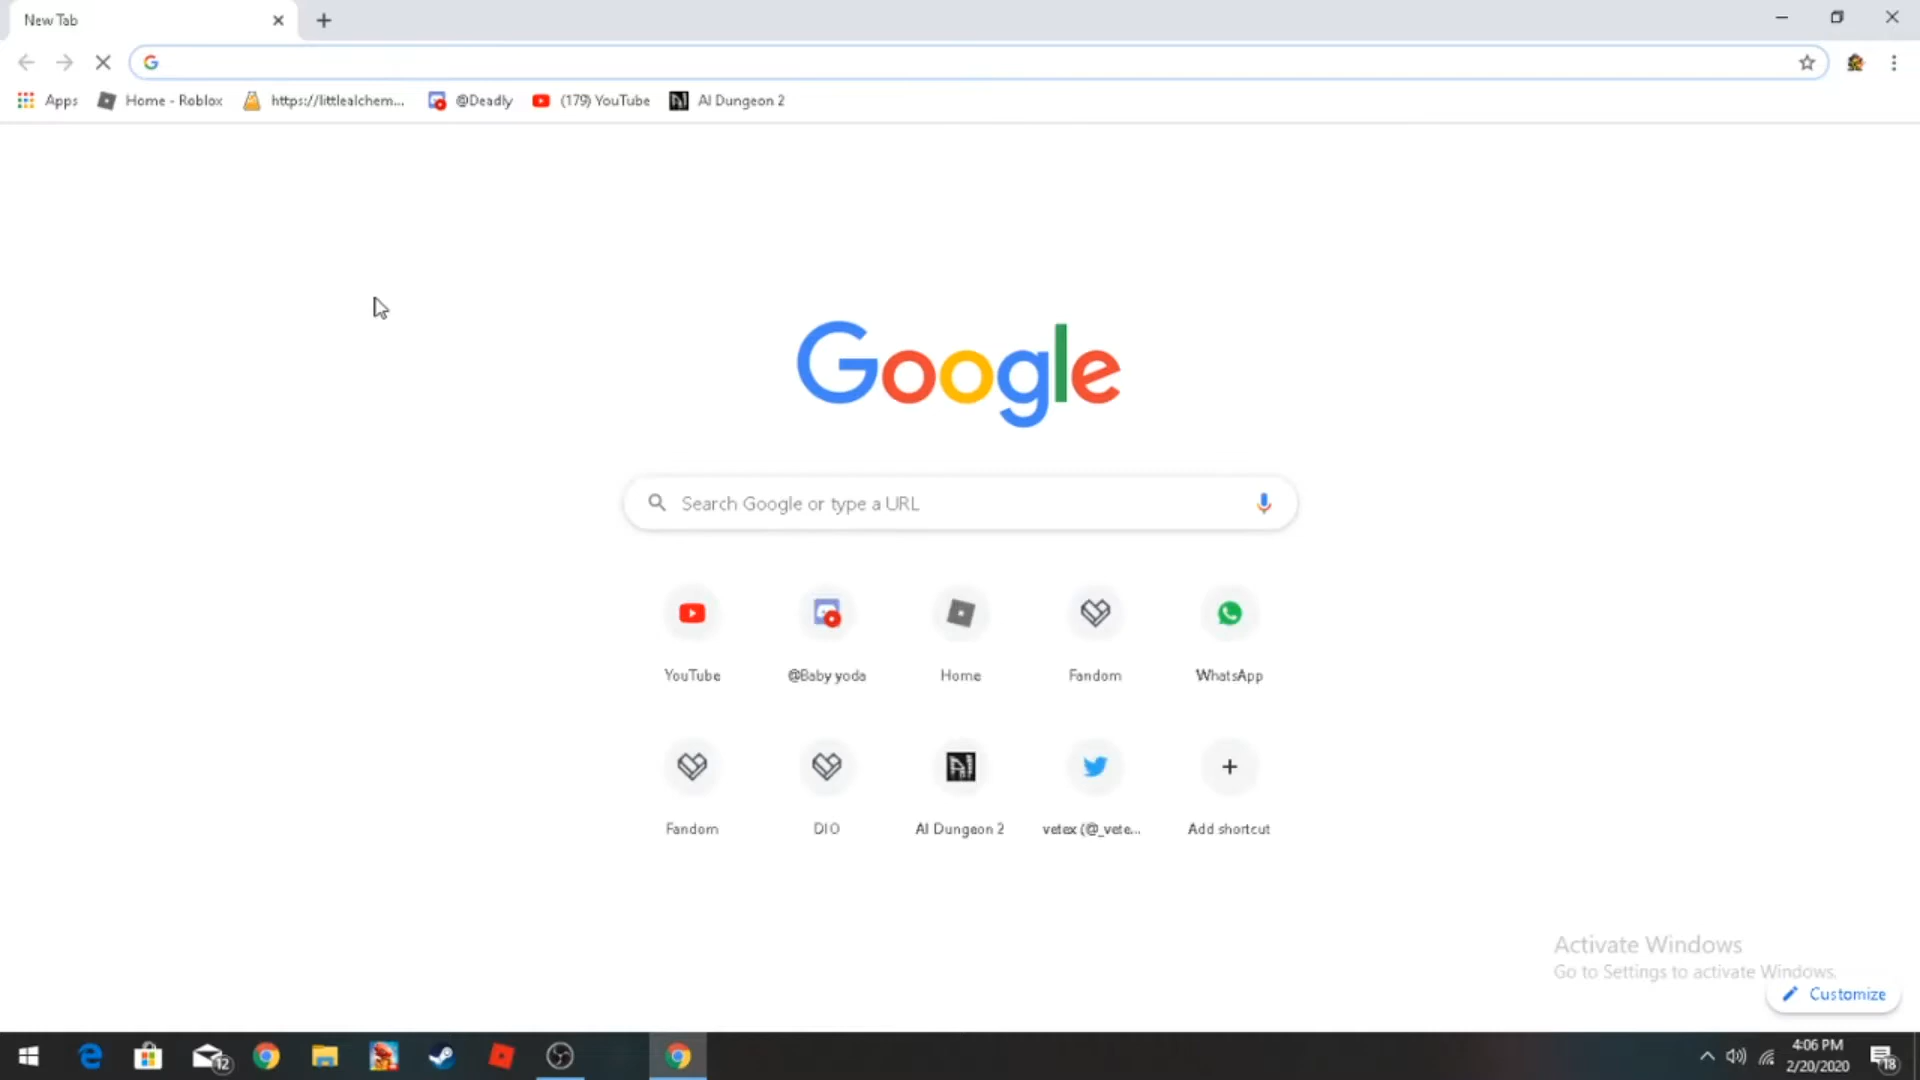 New Tab
Apps
Home - Roblox
https://littlealchem...
@Deadly
(179) YouTube
AI Dungeon 2
Google
Search Google or type a URL
YouTube
@Baby yoda
Home
Fandom
WhatsApp
Fandom
DIO
AI Dungeon 2
vetex (@_vete...
Add shortcut
Activate Windows
Go to Settings to activate Windows.
Customize
12
4:06 PM
2/20/2020
18